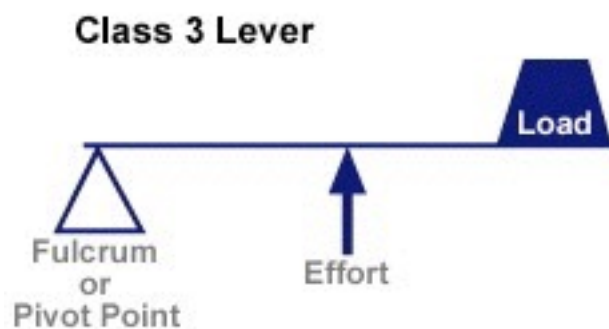 Class 3 Lever
Load
Fulcrum
or
Pivot Point
Effort